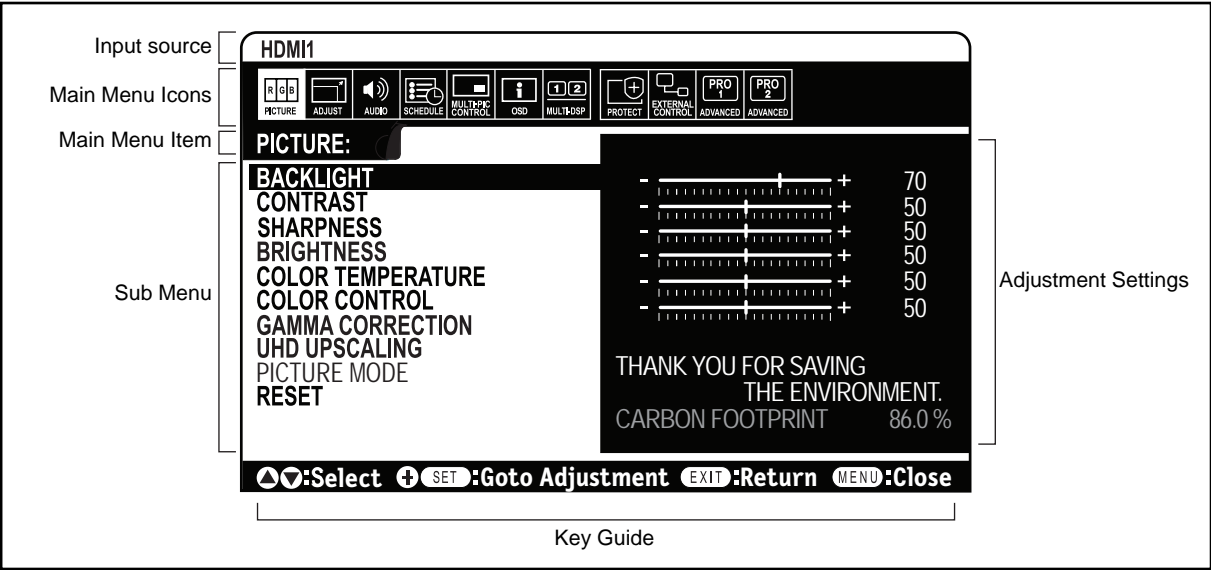 Input source
HDMI1
Main Menu Icons
R G B
PICTURE
ADJUST
AUDIO
SCHEDULE
MULTI-PIC
CONTROL
OSD
1 2
MULTI-DSP
PROTECT
EXTERNAL
CONTROL
PRO
1
ADVANCED
PRO
2
ADVANCED
Main Menu Item
PICTURE:
Sub Menu
BACKLIGHT
CONTRAST
SHARPNESS
BRIGHTNESS
COLOR TEMPERATURE
COLOR CONTROL
GAMMA CORRECTION
UHD UPSCALING
PICTURE MODE
RESET
- + 70
- + 50
- + 50
- + 50
- + 50
- + 50
THANK YOU FOR SAVING
THE ENVIRONMENT.
CARBON FOOTPRINT 86.0 %
Adjustment Settings
:Select + SET :Goto Adjustment EXIT :Return MENU :Close
Key Guide